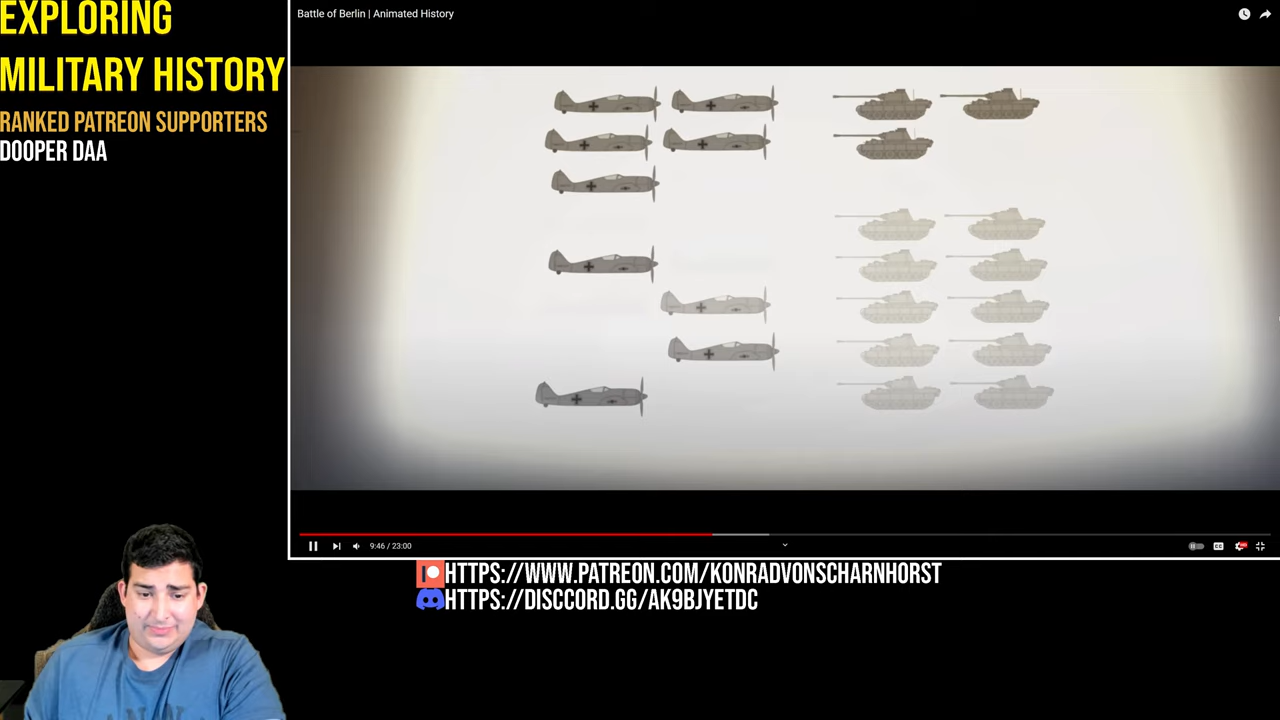 EXPLORING
MILITARY HISTORY
RANKED PATREON SUPPORTERS
DOOPER DAA
Battle of Berlin | Animated History
9:46 / 23:00
HTTPS://WWW.PATREON.COM/KONRADVONSCHARNHORST
HTTPS://DISCCORD.GG/AK9BJYETDC